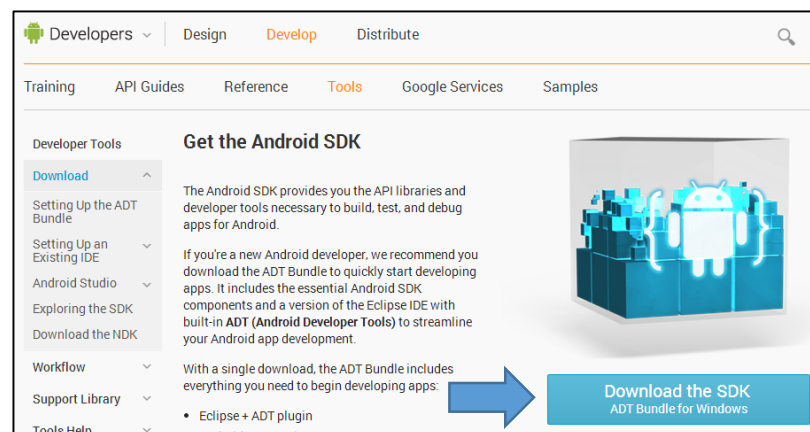 Developers Design Develop Distribute
Training API Guides Reference Tools Google Services Samples
Developer Tools
Download
Setting Up the ADT
Bundle
Setting Up an
Existing IDE
Android Studio
Exploring the SDK
Download the NDK
Workflow
Support Library
Tools Help
Get the Android SDK
The Android SDK provides you the API libraries and
developer tools necessary to build, test, and debug
apps for Android.
If you're a new Android developer, we recommend you
download the ADT Bundle to quickly start developing
apps. It includes the essential Android SDK
components and a version of the Eclipse IDE with
built-in ADT (Android Developer Tools) to streamline
your Android app development.
With a single download, the ADT Bundle includes
everything you need to begin developing apps:
• Eclipse + ADT plugin
Download the SDK
ADT Bundle for Windows